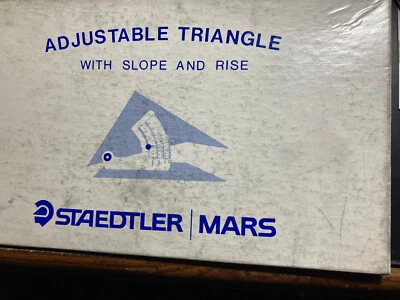 ADJUSTABLE TRIANGLE
WITH SLOPE AND RISE
STAEDTLER | MARS